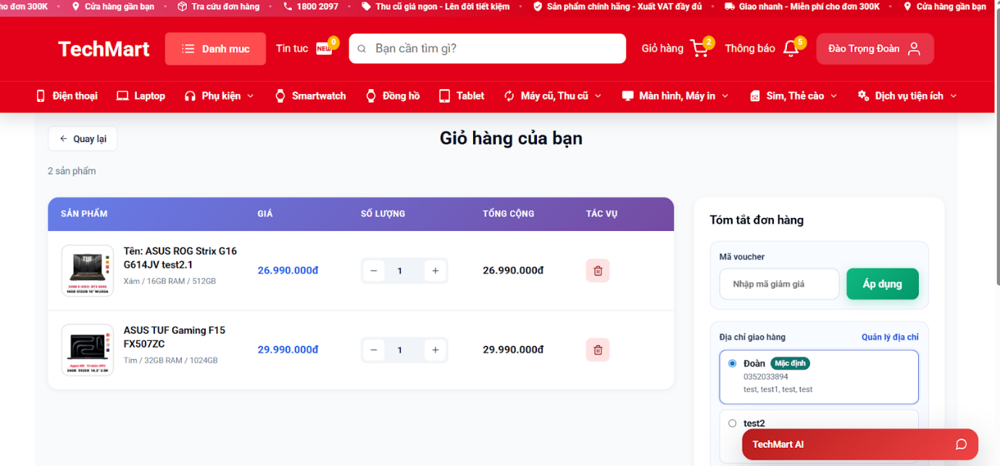 ho đơn 300K • Cửa hàng gần bạn • Tra cứu đơn hàng • 1800 2097 • Thu cũ giá ngon - Lên đời tiết kiệm • Sản phẩm chính hãng - Xuất VAT đầy đủ • Giao nhanh - Miễn phí cho đơn 300K • Cửa hàng gần bạn
TechMart Danh mục Tin tuc NEW 0 Bạn cần tìm gì? Giỏ hàng 2 Thông báo 5 Đào Trọng Đoàn
Điện thoại Laptop Phụ kiện Smartwatch Đồng hồ Tablet Máy cũ, Thu cũ Màn hình, Máy in Sim, Thẻ cào Dịch vụ tiện ích
Quay lại
Giỏ hàng của bạn
2 sản phẩm
SẢN PHẨM GIÁ SỐ LƯỢNG TỔNG CỘNG TÁC VỤ
Tên: ASUS ROG Strix G16
G614JV test2.1
Xám / 16GB RAM / 512GB
26.990.000đ − 1 + 26.990.000đ
TUF
ASUS TUF Gaming F15
FX507ZC
Tím / 32GB RAM / 1024GB
29.990.000đ − 1 + 29.990.000đ
Tóm tắt đơn hàng
Mã voucher
Nhập mã giảm giá Áp dụng
Địa chỉ giao hàng Quản lý địa chỉ
Đoàn Mặc định
0352033894
test, test1, test, test
test2
TechMart AI